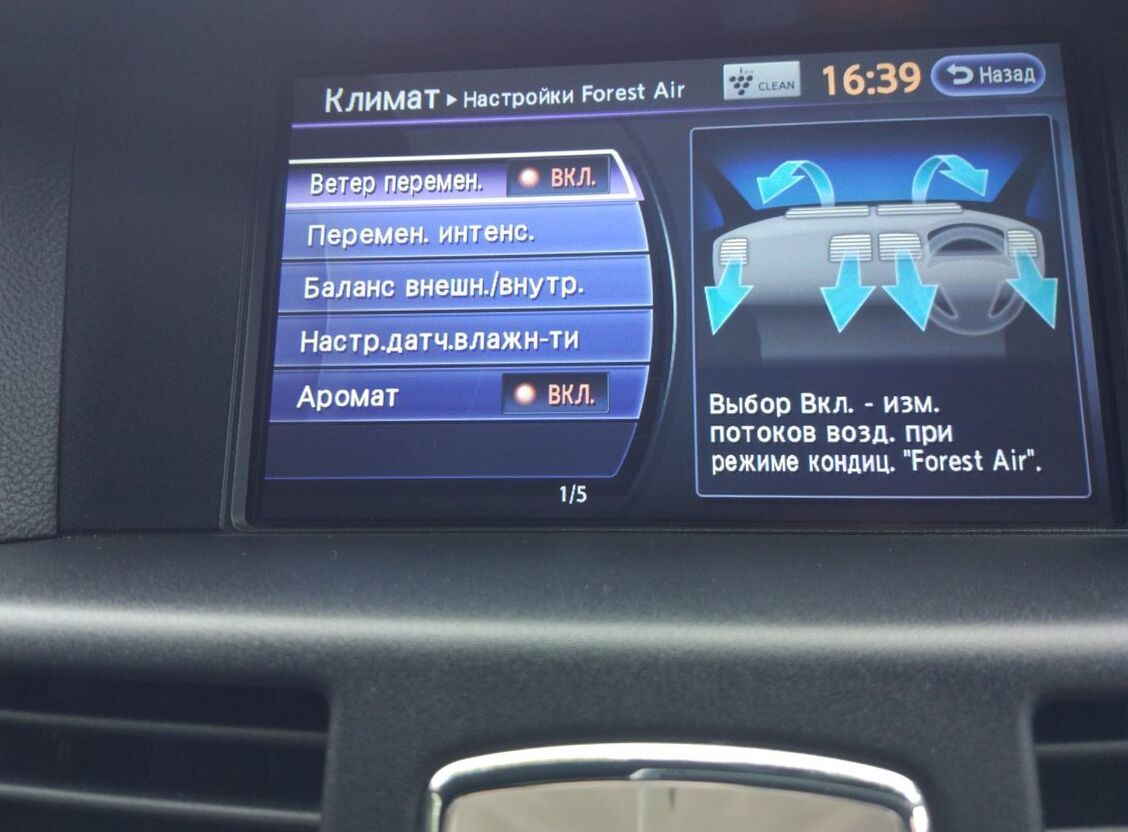 Климат ▸ Настройки Forest Air
CLEAN
16:39
Назад
Ветер перемен. ВКЛ.
Перемен. интенс.
Баланс внешн./внутр.
Настр.датч.влажн-ти
Аромат ВКЛ.
1/5
Выбор Вкл. - изм.
потоков возд. при
режиме кондиц. "Forest Air".